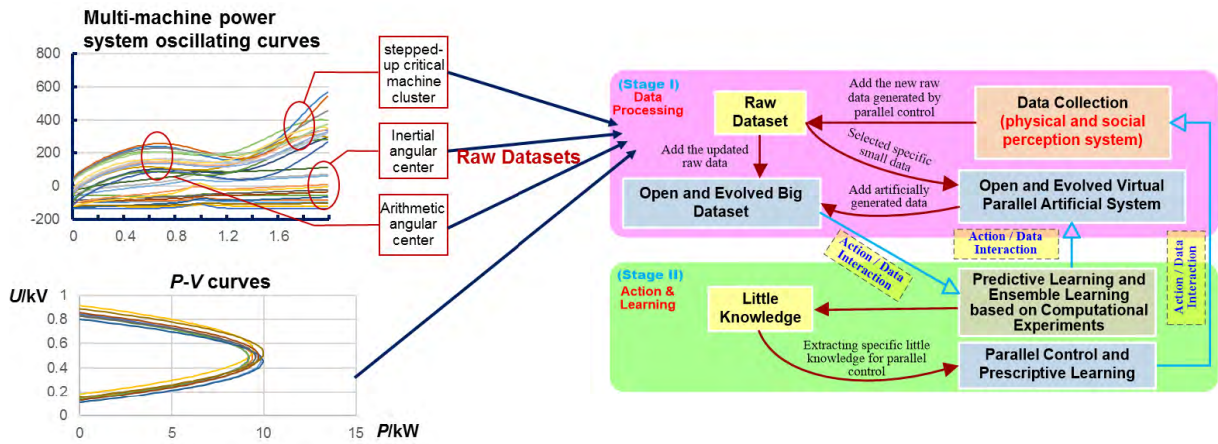 Multi-machine power
system oscillating curves
800
600
400
200
0
-200
0
0.4
0.8
1.2
1.6
stepped-
up critical
machine
cluster
Inertial
angular
center
Arithmetic
angular
center
Raw Datasets
P-V curves
U/kV
1
0.8
0.6
0.4
0.2
0
0
5
10
15
P/kW
(Stage I)
Data
Processing
Raw
Dataset
Add the new raw
data generated by
parallel control
Data Collection
(physical and social
perception system)
Add the updated
raw data
Selected specific
small data
Open and Evolved Big
Dataset
Add artificially
generated data
Open and Evolved Virtual
Parallel Artificial System
Action / Data
Interaction
Action / Data
Interaction
Action / Data
Interaction
(Stage II)
Action &
Learning
Little
Knowledge
Predictive Learning and
Ensemble Learning
based on Computational
Experiments
Extracting specific little
knowledge for parallel
control
Parallel Control and
Prescriptive Learning